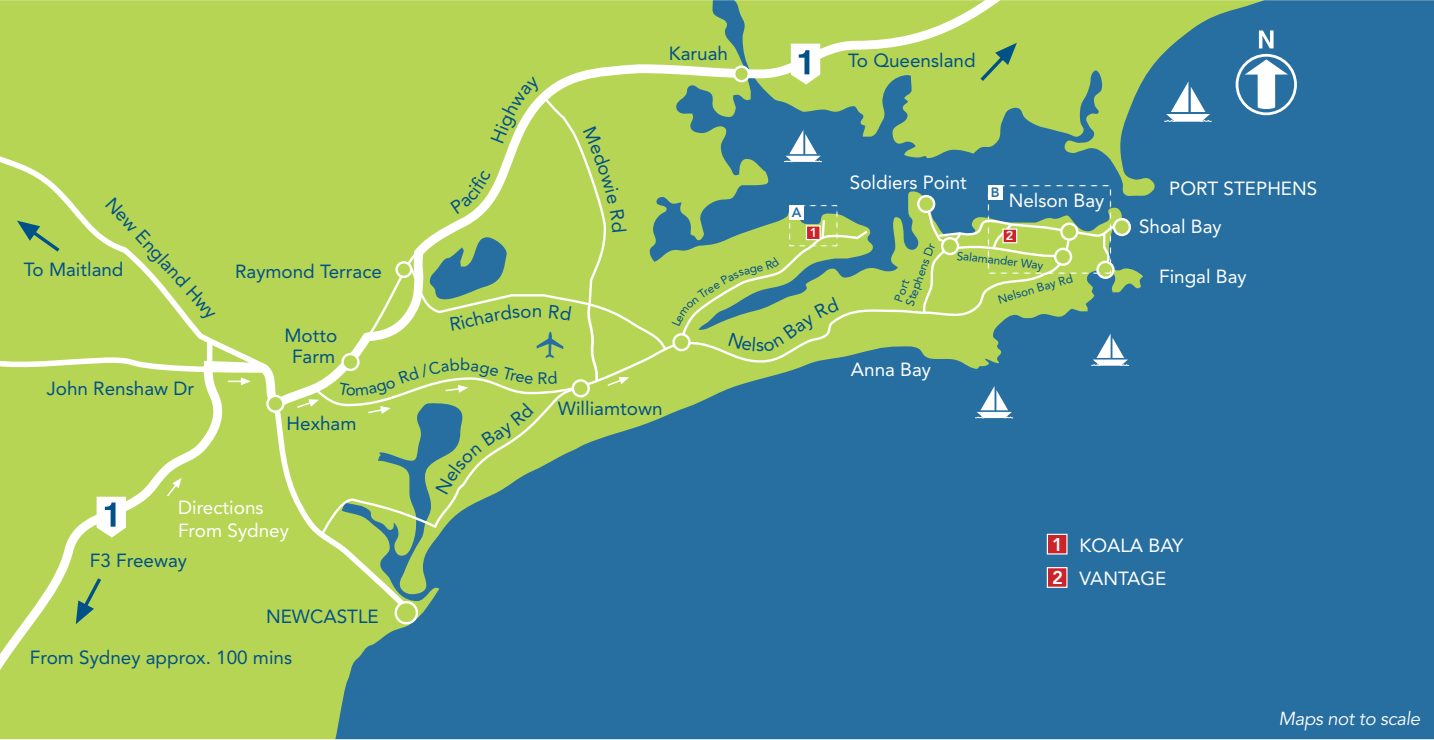 N
Karuah
1
To Queensland
Pacific Highway
Medowie Rd
Soldiers Point
B
Nelson Bay
PORT STEPHENS
A
1
2
Shoal Bay
New England Hwy
To Maitland
Raymond Terrace
Salamander Way
Port
Stephens Dr
Lemon Tree Passage Rd
Nelson Bay Rd
Fingal Bay
Richardson Rd
Nelson Bay Rd
Motto
Farm
Anna Bay
John Renshaw Dr
Tomago Rd / Cabbage Tree Rd
Williamtown
Hexham
Nelson Bay Rd
1
Directions
From Sydney
F3 Freeway
1 KOALA BAY
2 VANTAGE
NEWCASTLE
From Sydney approx. 100 mins
Maps not to scale